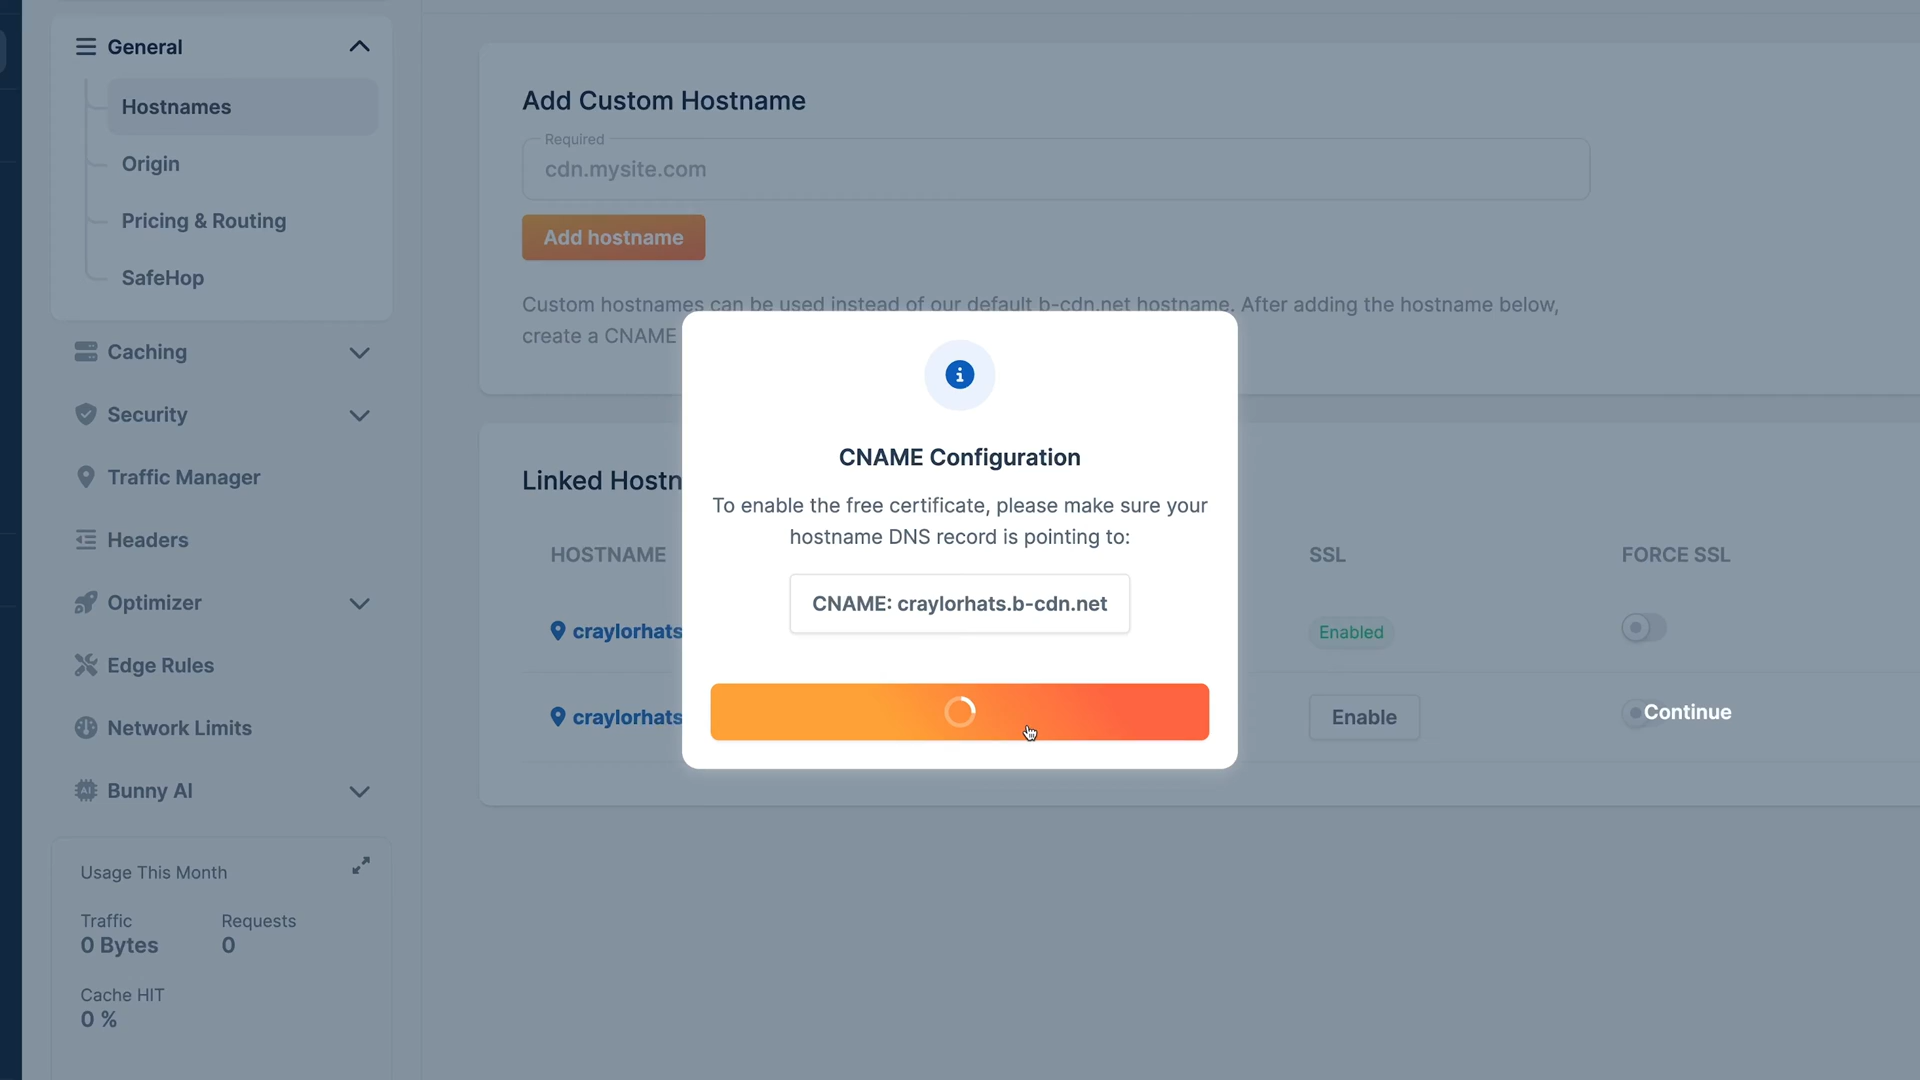 General
Hostnames
Origin
Pricing & Routing
SafeHop
Caching
Security
Traffic Manager
Headers
Optimizer
Edge Rules
Network Limits
Bunny AI
Usage This Month
Traffic
Requests
0 Bytes
0
Cache HIT
0 %
Add Custom Hostname
Required
cdn.mysite.com
Add hostname
Custom hostnames can be used instead of our default b-cdn.net hostname. After adding the hostname below,
create a CNAME
Linked Hostn
HOSTNAME
SSL
FORCE SSL
craylorhats
Enabled
craylorhats
Enable
Continue
CNAME Configuration
To enable the free certificate, please make sure your
hostname DNS record is pointing to:
CNAME: craylorhats.b-cdn.net